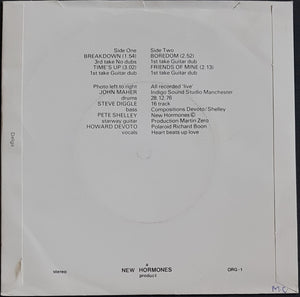 Side One
BREAKDOWN (1.54)
3rd take No dubs
TIME'S UP (3.02)
1st take Guitar dub
Side Two
BOREDOM (2.52)
1st take Guitar dub
FRIENDS OF MINE (2.13)
1st take Guitar dub
Photo left to right
JOHN MAHER
drums
STEVE DIGGLE
bass
PETE SHELLEY
starway guitar
HOWARD DEVOTO
vocals
All recorded 'live'
Indigo Sound Studio Manchester
28.12.76
16 track
Compositions Devoto/Shelley
New Hormones©
Production Martin Zero
Polaroid Richard Boon
Heart beats up love
stereo
a
NEW HORMONES
product
ORG-1